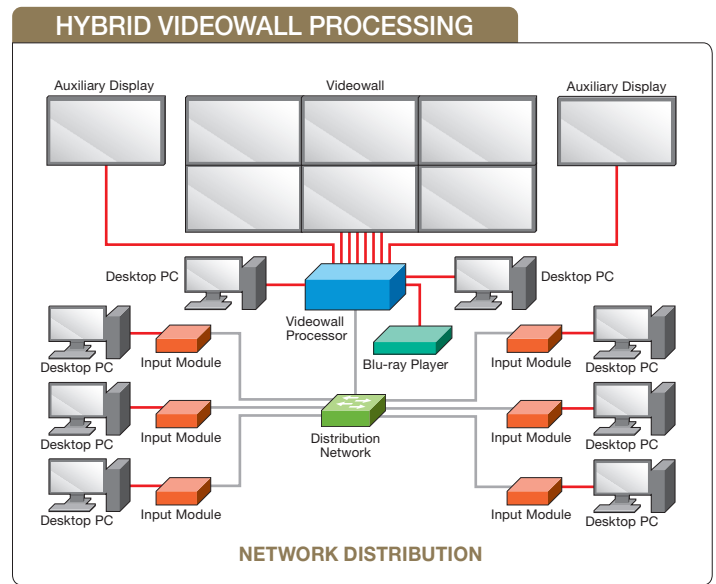 HYBRID VIDEOWALL PROCESSING
Auxiliary Display
Videowall
Auxiliary Display
Desktop PC
Desktop PC
Videowall
Processor
Blu-ray Player
Desktop PC
Input Module
Input Module
Desktop PC
Desktop PC
Input Module
Distribution
Network
Input Module
Desktop PC
Desktop PC
Input Module
Input Module
Desktop PC
NETWORK DISTRIBUTION